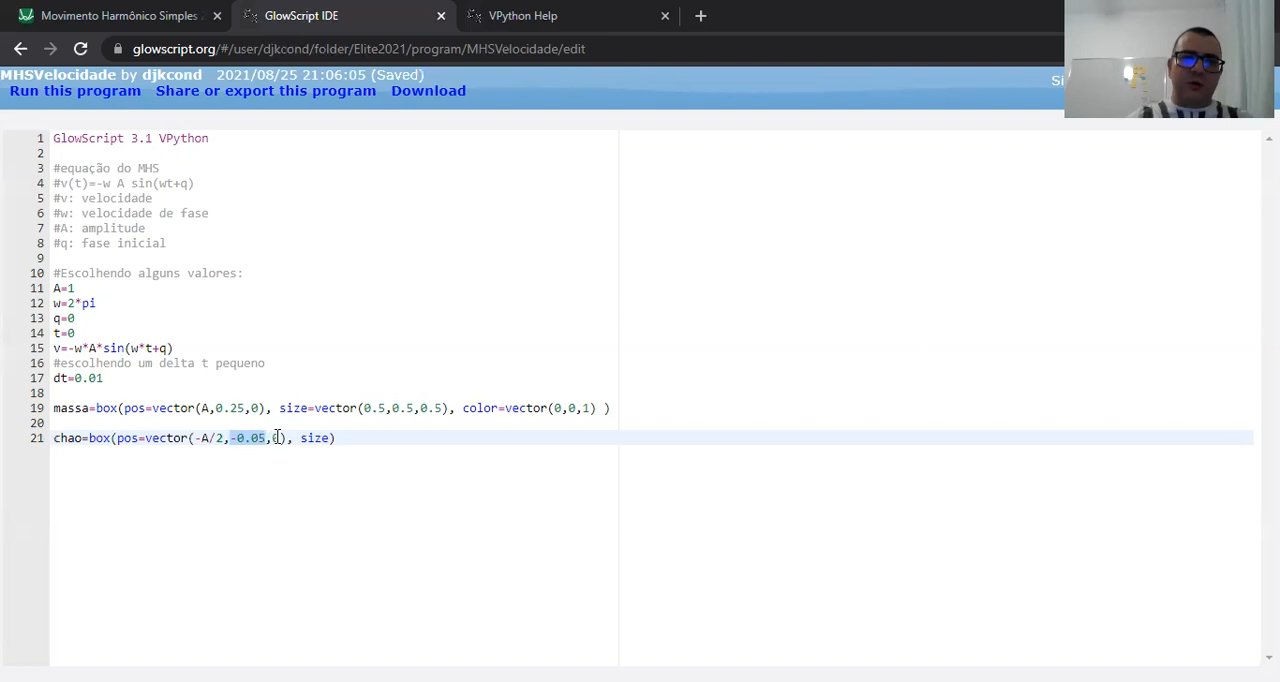 Movimento Harmônico Simples
GlowScript IDE
VPython Help
glowscript.org/#/user/djkcond/folder/Elite2021/program/MHSVelocidade/edit
MHSVelocidade by djkcond 2021/08/25 21:06:05 (Saved)
Si
Run this program Share or export this program Download
1 GlowScript 3.1 VPython
2
3 #equação do MHS
4 #v(t)=-w A sin(wt+q)
5 #v: velocidade
6 #w: velocidade de fase
7 #A: amplitude
8 #q: fase inicial
9
10 #Escolhendo alguns valores:
11 A=1
12 w=2*pi
13 q=0
14 t=0
15 v=-w*A*sin(w*t+q)
16 #escolhendo um delta t pequeno
17 dt=0.01
18
19 massa=box(pos=vector(A,0.25,0), size=vector(0.5,0.5,0.5), color=vector(0,0,1) )
20
21 chao=box(pos=vector(-A/2,-0.05,0), size)